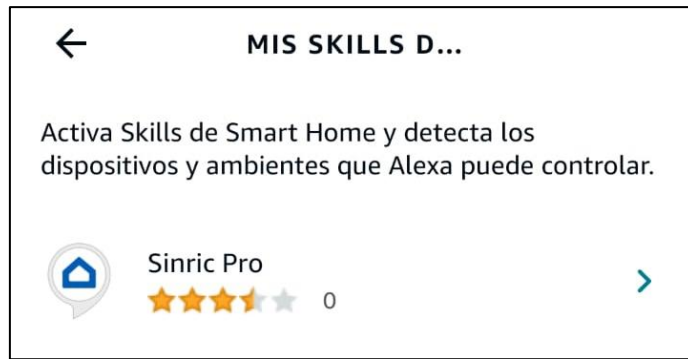 MIS SKILLS D...
Activa Skills de Smart Home y detecta los
dispositivos y ambientes que Alexa puede controlar.
Sinric Pro
0